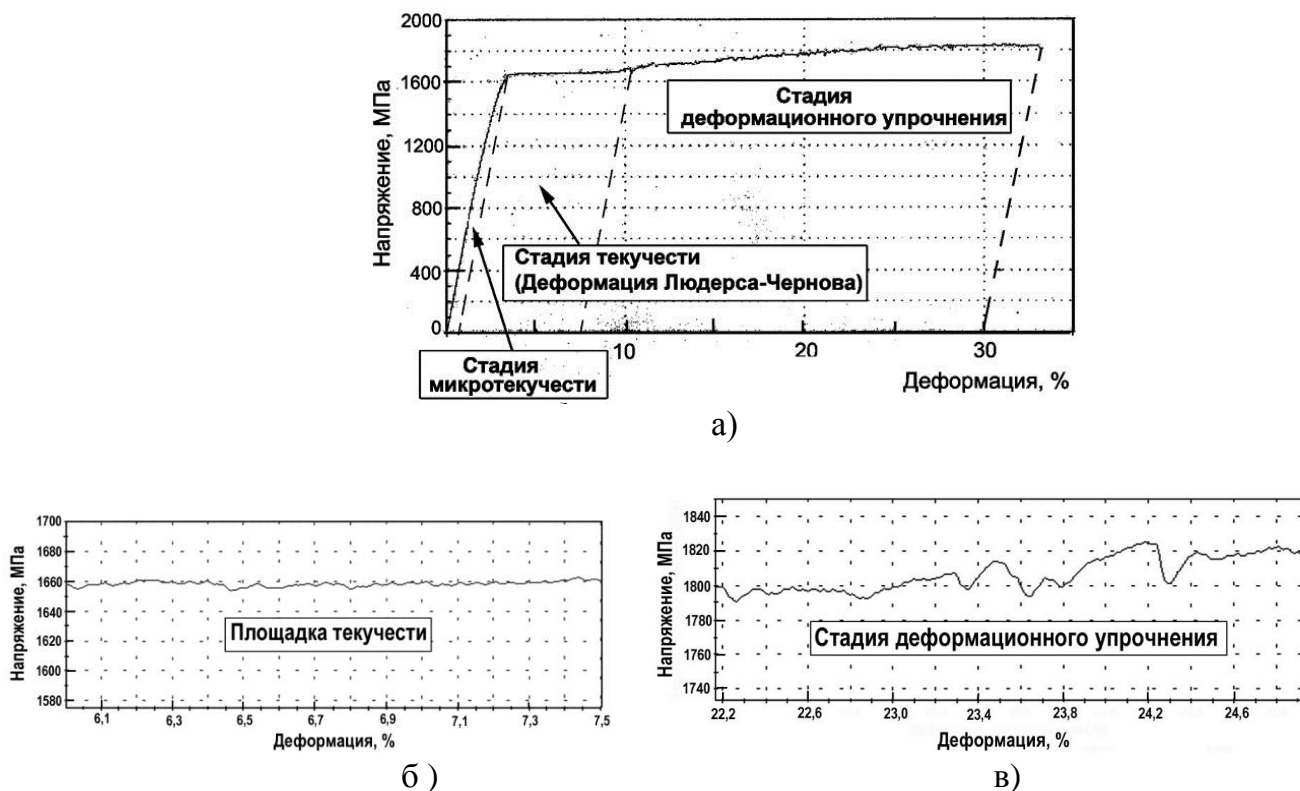 2000
1600
1200
800
400
0
Напряжение, МПа
Стадия
деформационного упрочнения
Стадия текучести
(Деформация Людерса-Чернова)
Стадия
микротекучести
10
20
30
Деформация, %
а)
1700
1680
1660
1640
1620
1600
1580
Напряжение, МПа
Площадка текучести
6,1
6,3
6,5
6,7
6,9
7,1
7,3
7,5
Деформация, %
б )
1840
1820
1800
1780
1760
1740
Напряжение, МПа
Стадия деформационного упрочнения
22,2
22,6
23,0
23,4
23,8
24,2
24,6
Деформация, %
в)